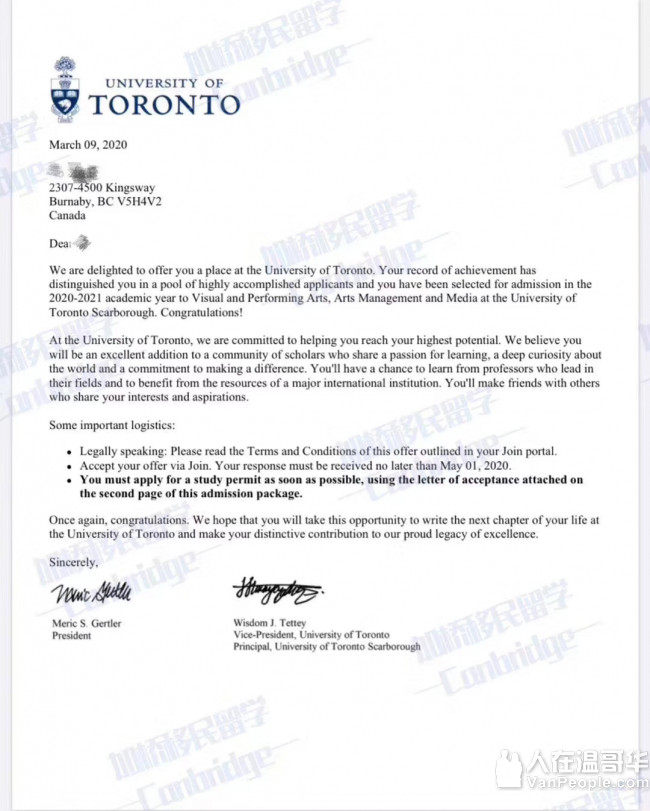 UNIVERSITY OF
TORONTO
March 09, 2020
2307-4500 Kingsway
Burnaby, BC V5H4V2
Canada
Dea
We are delighted to offer you a place at the University of Toronto. Your record of achievement has
distinguished you in a pool of highly accomplished applicants and you have been selected for admission in the
2020-2021 academic year to Visual and Performing Arts, Arts Management and Media at the University of
Toronto Scarborough. Congratulations!
At the University of Toronto, we are committed to helping you reach your highest potential. We believe you
will be an excellent addition to a community of scholars who share a passion for learning, a deep curiosity about
the world and a commitment to making a difference. You'll have a chance to learn from professors who lead in
their fields and to benefit from the resources of a major international institution. You'll make friends with others
who share your interests and aspirations.
Some important logistics:
• Legally speaking: Please read the Terms and Conditions of this offer outlined in your Join portal.
• Accept your offer via Join. Your response must be received no later than May 01, 2020.
• You must apply for a study permit as soon as possible, using the letter of acceptance attached on
the second page of this admission package.
Once again, congratulations. We hope that you will take this opportunity to write the next chapter of your life at
the University of Toronto and make your distinctive contribution to our proud legacy of excellence.
Sincerely,
Meric S. Gertler
President
Wisdom J. Tettey
Vice-President, University of Toronto
Principal, University of Toronto Scarborough
加乔移民留学
Conbridge
人在温哥华
VanPeople.com